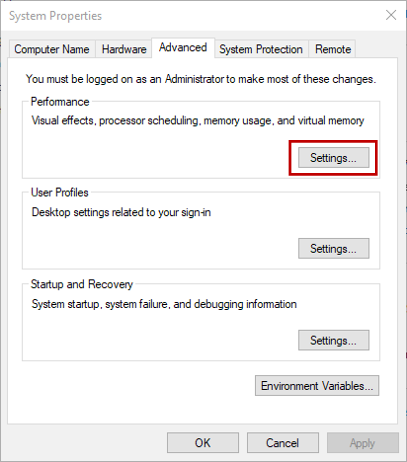 System Properties
Computer Name Hardware Advanced System Protection Remote
You must be logged on as an Administrator to make most of these changes.
Performance
Visual effects, processor scheduling, memory usage, and virtual memory
Settings...
User Profiles
Desktop settings related to your sign-in
Settings...
Startup and Recovery
System startup, system failure, and debugging information
Settings...
Environment Variables...
OK Cancel Apply